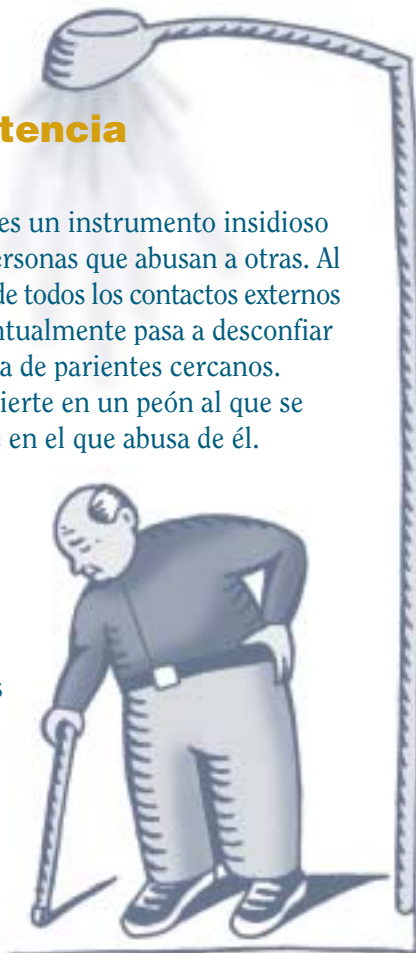 tencia
es un instrumento insidioso
ersonas que abusan a otras. Al
de todos los contactos externos
ntualmente pasa a desconfiar
a de parientes cercanos.
ierte en un peón al que se
e en el que abusa de él.
s